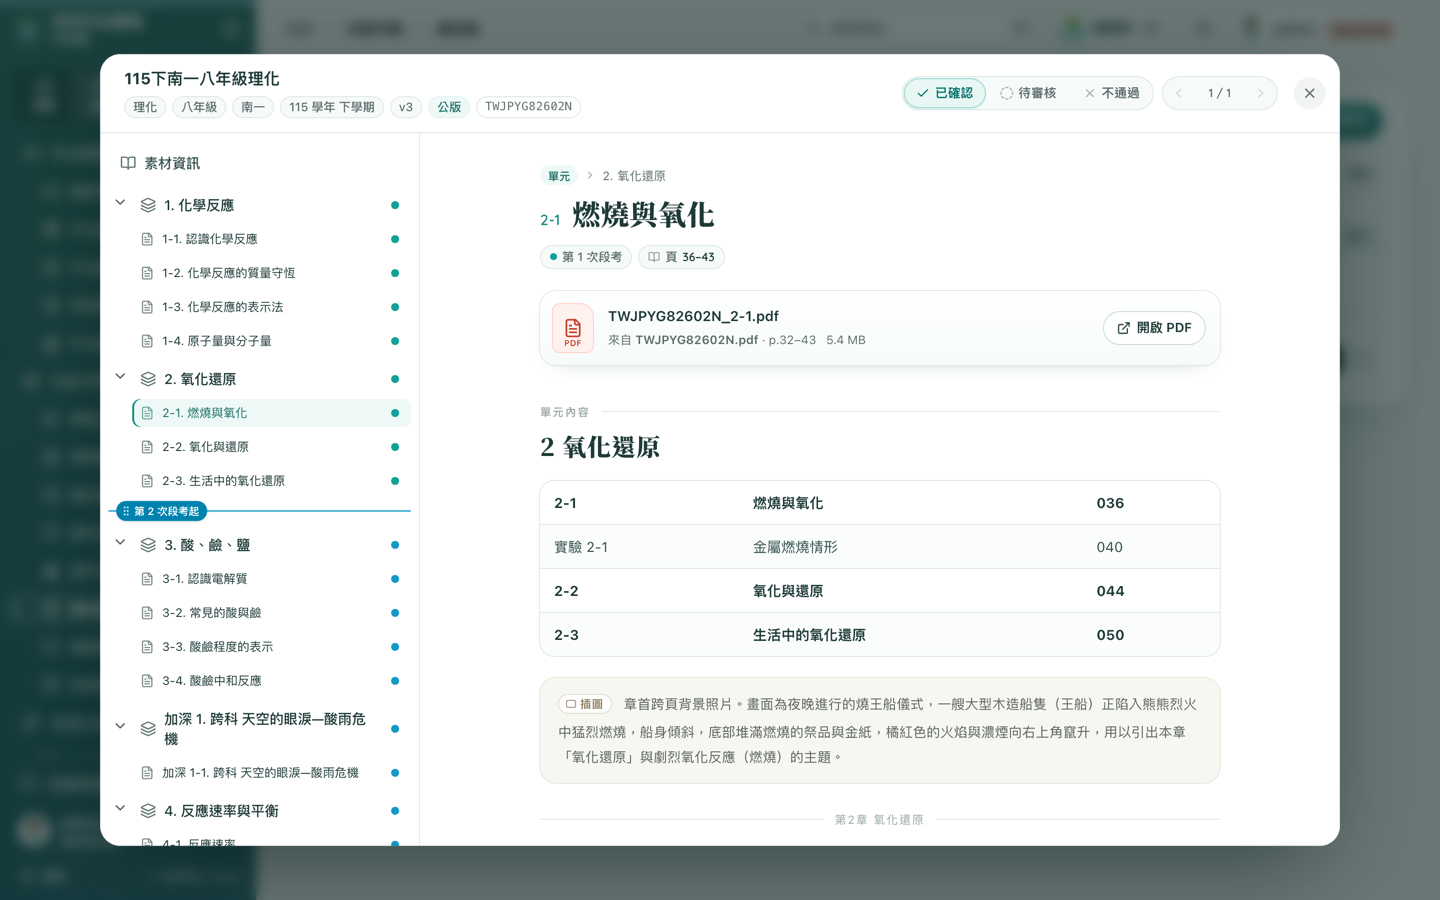 115下南一八年級理化
理化 八年級 南一 115 學年 下學期 v3 公版 TWJPYG82602N
已確認 待審核 不通過
1 / 1
素材資訊
1. 化學反應
1-1. 認識化學反應
1-2. 化學反應的質量守恆
1-3. 化學反應的表示法
1-4. 原子量與分子量
2. 氧化還原
2-1. 燃燒與氧化
2-2. 氧化與還原
2-3. 生活中的氧化還原
第 2 次段考起
3. 酸、鹼、鹽
3-1. 認識電解質
3-2. 常見的酸與鹼
3-3. 酸鹼程度的表示
3-4. 酸鹼中和反應
加深 1. 跨科 天空的眼淚—酸雨危
機
加深 1-1. 跨科 天空的眼淚—酸雨危機
4. 反應速率與平衡
4-1. 反應速率
單元 2. 氧化還原
2-1 燃燒與氧化
第 1 次段考 頁 36–43
TWJPYG82602N_2-1.pdf
PDF
來自 TWJPYG82602N.pdf · p.32–43 5.4 MB
開啟 PDF
單元內容
2 氧化還原
2-1 燃燒與氧化 036
實驗 2-1 金屬燃燒情形 040
2-2 氧化與還原 044
2-3 生活中的氧化還原 050
插圖 章首跨頁背景照片。畫面為夜晚進行的燒王船儀式，一艘大型木造船隻（王船）正陷入熊熊烈火
中猛烈燃燒，船身傾斜，底部堆滿燃燒的祭品與金紙，橘紅色的火焰與濃煙向右上角竄升，用以引出本章
「氧化還原」與劇烈氧化反應（燃燒）的主題。
第2章 氧化還原